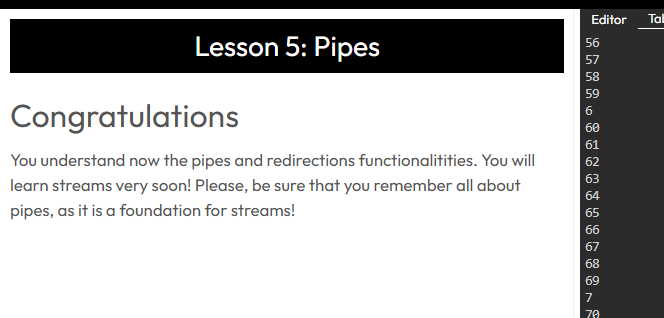 Lesson 5: Pipes
Congratulations
You understand now the pipes and redirections functionalitities. You will
learn streams very soon! Please, be sure that you remember all about
pipes, as it is a foundation for streams!
Editor
56
57
58
59
6
60
61
62
63
64
65
66
67
68
69
7
70